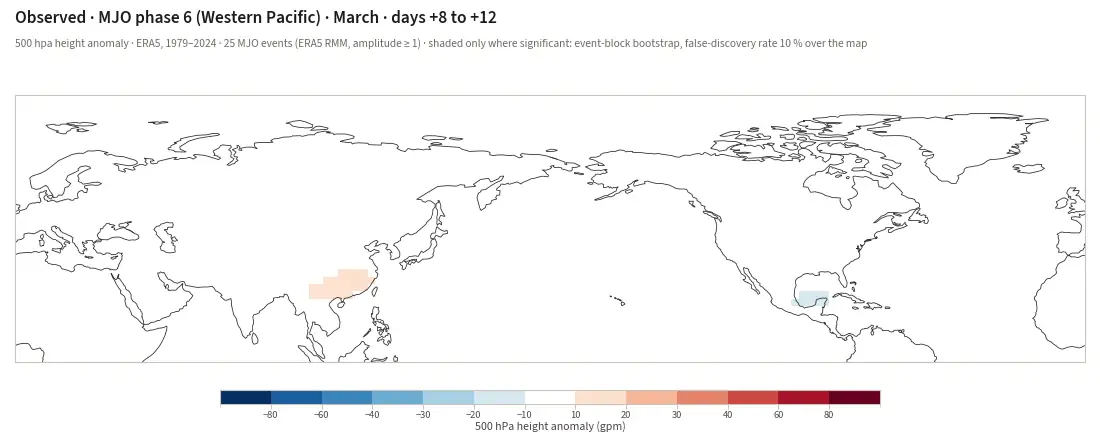 Observed · MJO phase 6 (Western Pacific) · March · days +8 to +12
500 hpa height anomaly · ERA5, 1979–2024 · 25 MJO events (ERA5 RMM, amplitude ≥ 1) · shaded only where significant: event-block bootstrap, false-discovery rate 10 % over the map
−80 −60 −40 −30 −20 −10 10 20 30 40 60 80
500 hPa height anomaly (gpm)